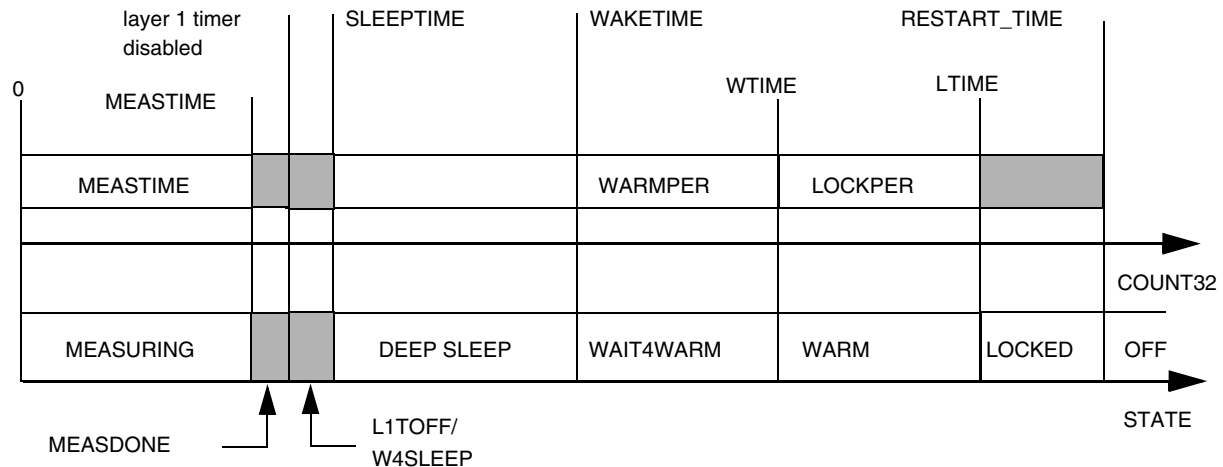 layer 1 timer
disabled
SLEEPTIME
WAKETIME
RESTART_TIME
0
MEASTIME
WTIME
LTIME
MEASTIME
WARMPER
LOCKPER
COUNT32
MEASURING
DEEP SLEEP
WAIT4WARM
WARM
LOCKED
OFF
STATE
MEASDONE
L1TOFF/
W4SLEEP